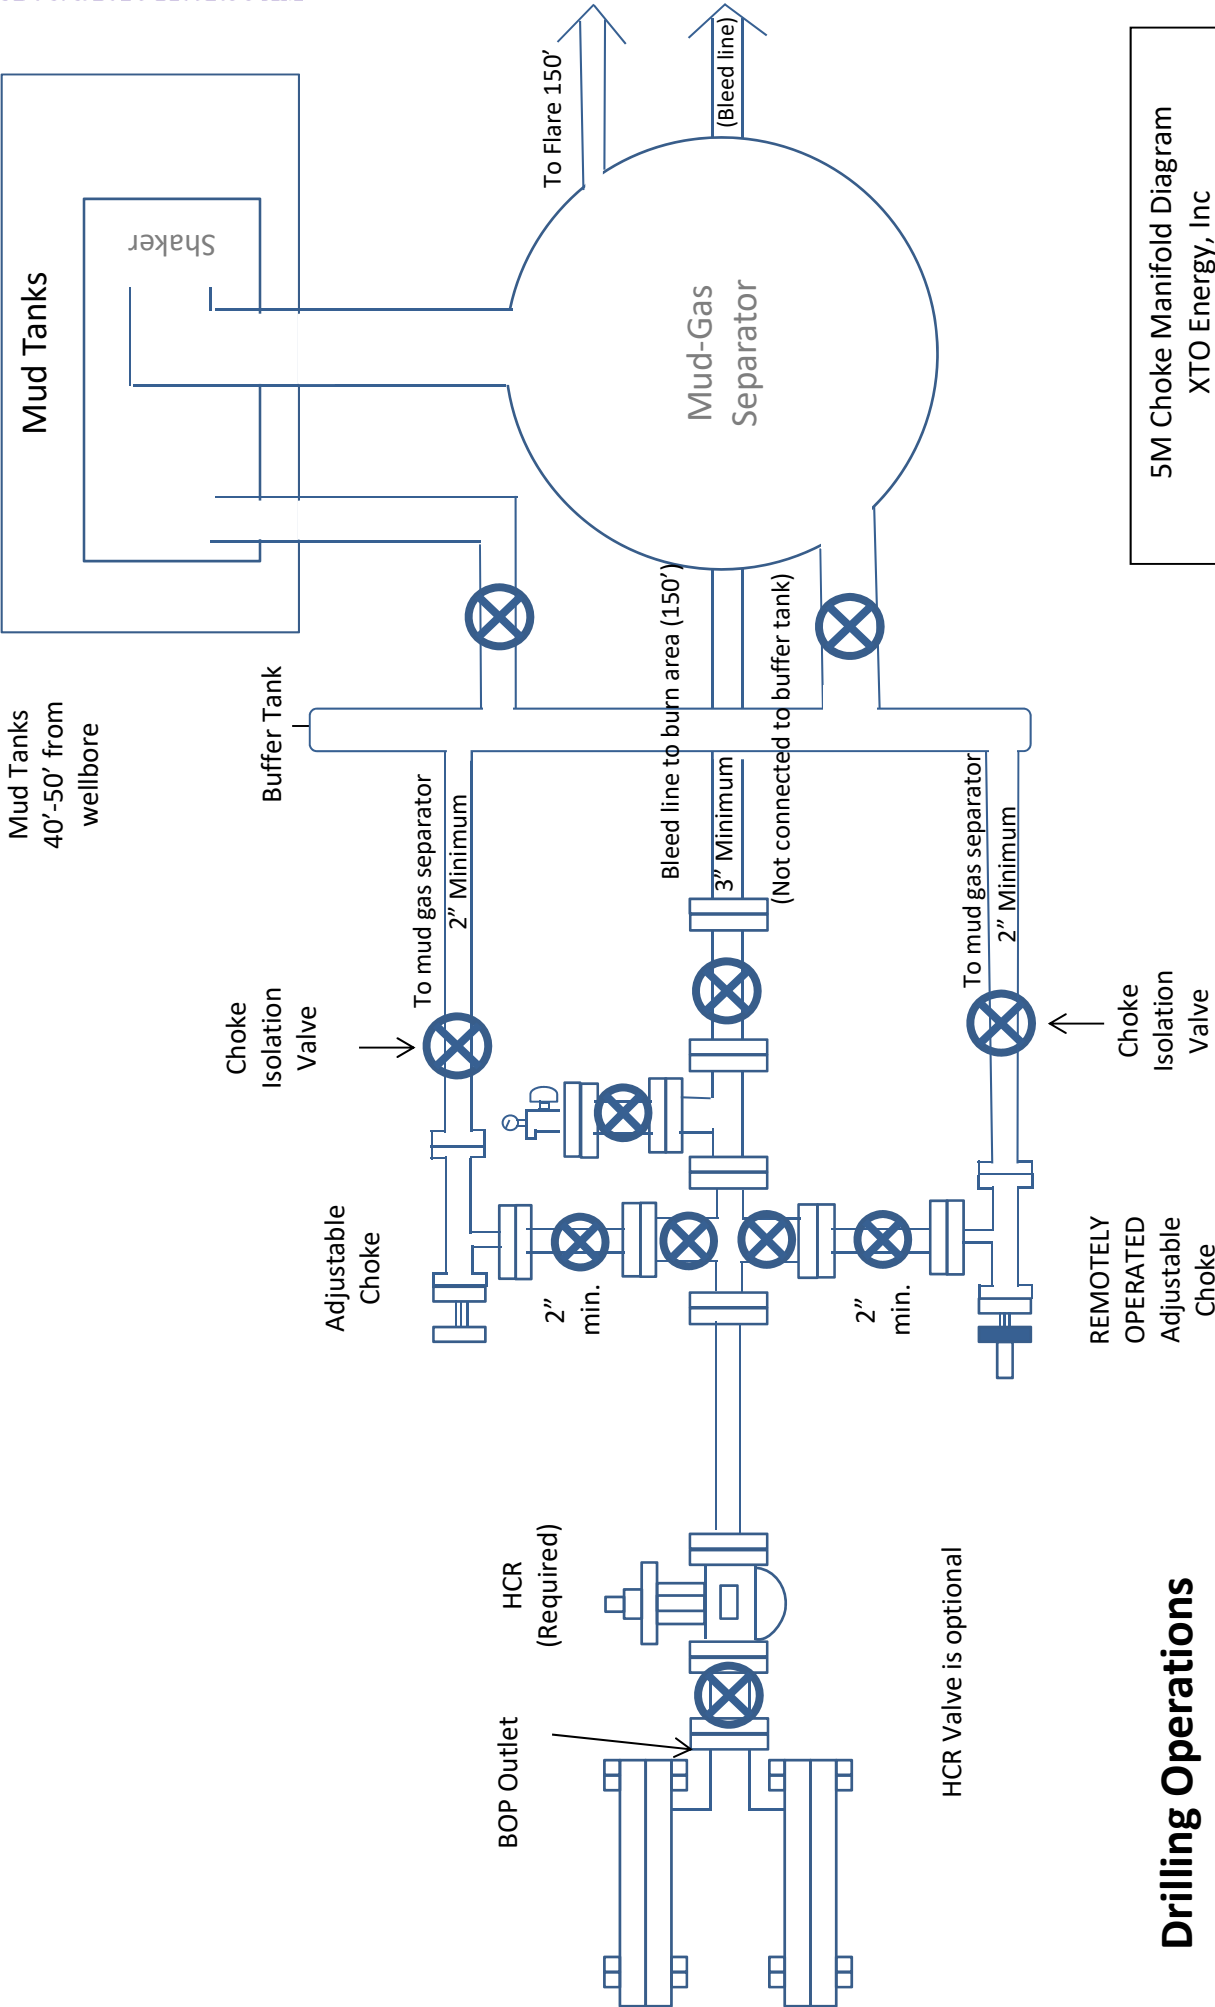 Mud Tanks
Shaker
Mud Tanks
40’-50’ from
wellbore
Buffer Tank
To Flare 150’
(Bleed line)
Mud-Gas
Separator
Bleed line to burn area (150’)
3” Minimum
(Not connected to buffer tank)
To mud gas separator
2” Minimum
To mud gas separator
2” Minimum
Choke
Isolation
Valve
Choke
Isolation
Valve
Adjustable
Choke
2”
min.
2”
min.
REMOTELY
OPERATED
Adjustable
Choke
HCR
(Required)
BOP Outlet
HCR Valve is optional
Drilling Operations
5M Choke Manifold Diagram
XTO Energy, Inc